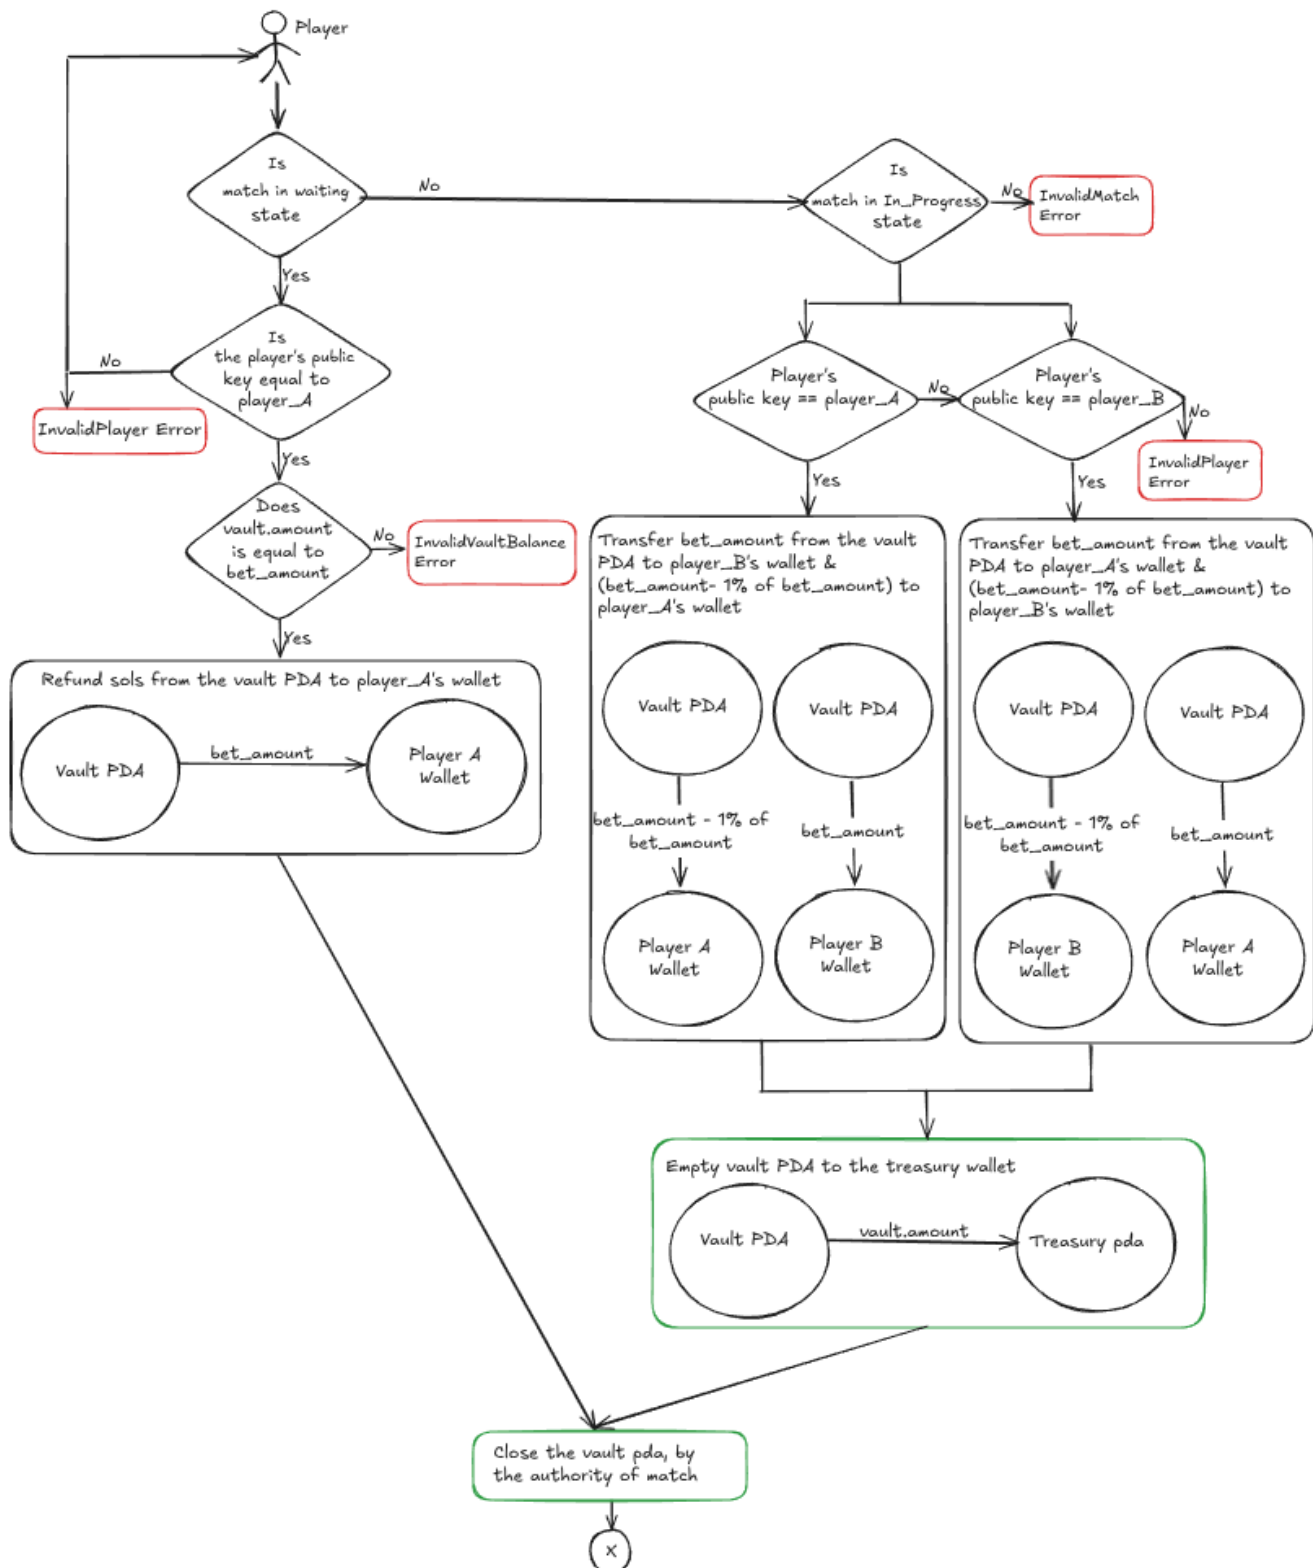 Player
Is
match in waiting
state
No
Is
match in In_Progress
state
No
InvalidMatch
Error
Yes
Is
the player's public
key equal to
player_A
No
InvalidPlayer Error
Player's
public key == player_A
No
Player's
public key == player_B
No
InvalidPlayer
Error
Yes
Does
vault.amount
is equal to
bet_amount
No
InvalidVaultBalance
Error
Yes
Yes
Yes
Refund sols from the vault PDA to player_A's wallet
Vault PDA
bet_amount
Player A
Wallet
Transfer bet_amount from the vault
PDA to player_B's wallet &
(bet_amount- 1% of bet_amount) to
player_A's wallet
Vault PDA
Vault PDA
bet_amount - 1% of
bet_amount
bet_amount
Player A
Wallet
Player B
Wallet
Transfer bet_amount from the vault
PDA to player_A's wallet &
(bet_amount- 1% of bet_amount) to
player_B's wallet
Vault PDA
Vault PDA
bet_amount - 1% of
bet_amount
bet_amount
Player B
Wallet
Player A
Wallet
Empty vault PDA to the treasury wallet
Vault PDA
vault.amount
Treasury pda
Close the vault pda, by
the authority of match
X